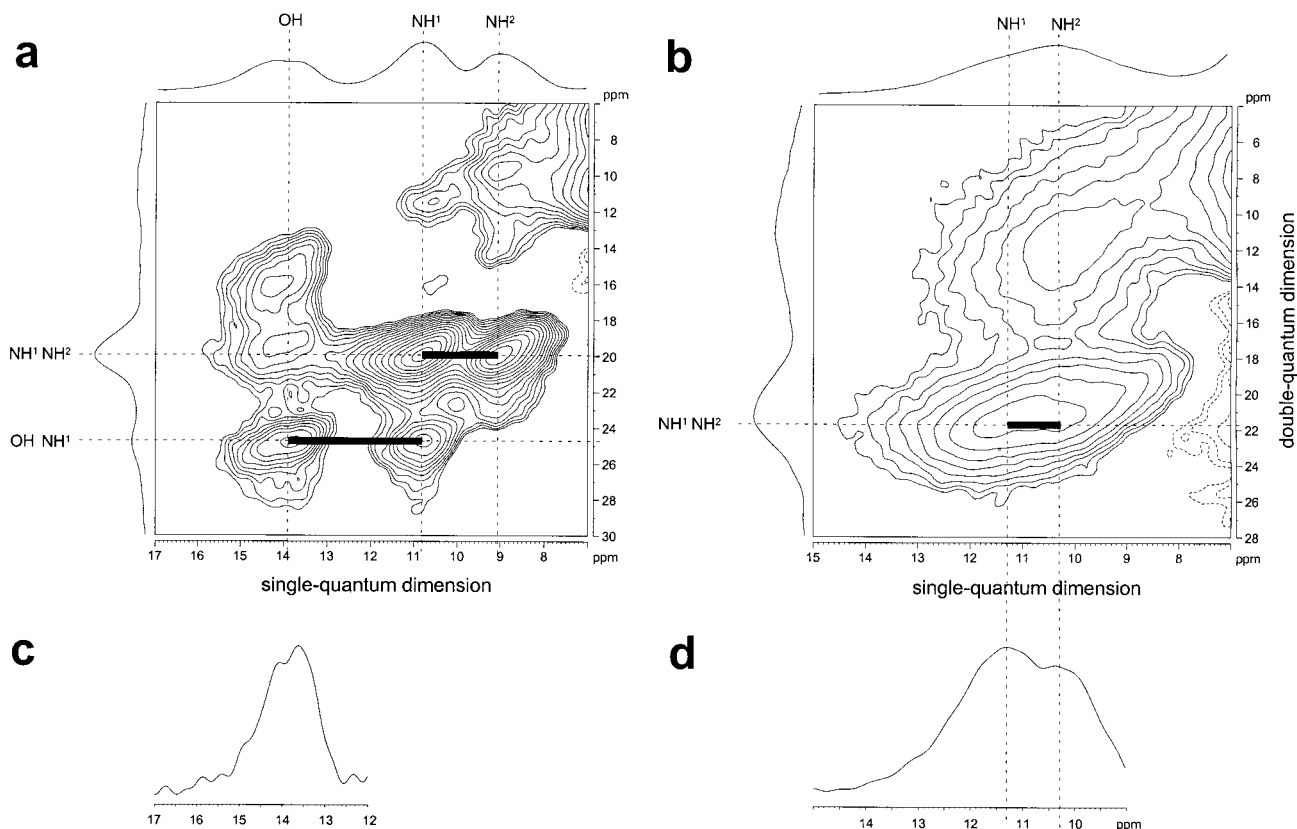 a
OH NH¹ NH²
ppm
8
10
12
14
16
18
20
22
24
26
28
30
NH¹ NH²
OH NH¹
17 16 15 14 13 12 11 10 9 8 ppm
single-quantum dimension
b
NH¹ NH²
ppm
6
8
10
12
14
16
18
20
22
24
26
28
double-quantum dimension
NH¹ NH²
15 14 13 12 11 10 9 8 ppm
single-quantum dimension
c
17 16 15 14 13 12
d
14 13 12 11 10 ppm